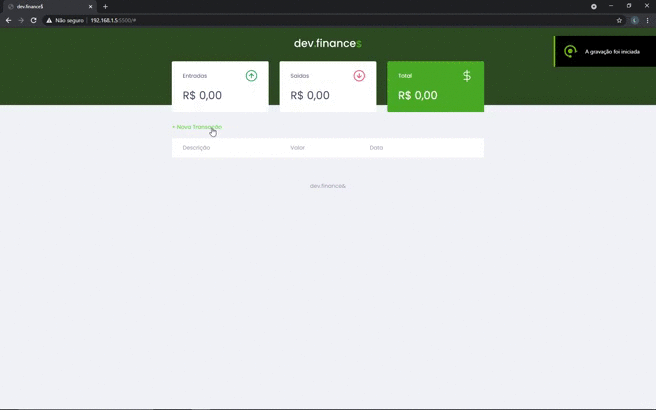 dev.finance$
Não seguro
192.168.1.5:5500/#
dev.finance$
A gravação foi iniciada
Entradas
R$ 0,00
Saídas
R$ 0,00
Total
R$ 0,00
+ Nova Transação
Descrição
Valor
Data
dev.finance$.